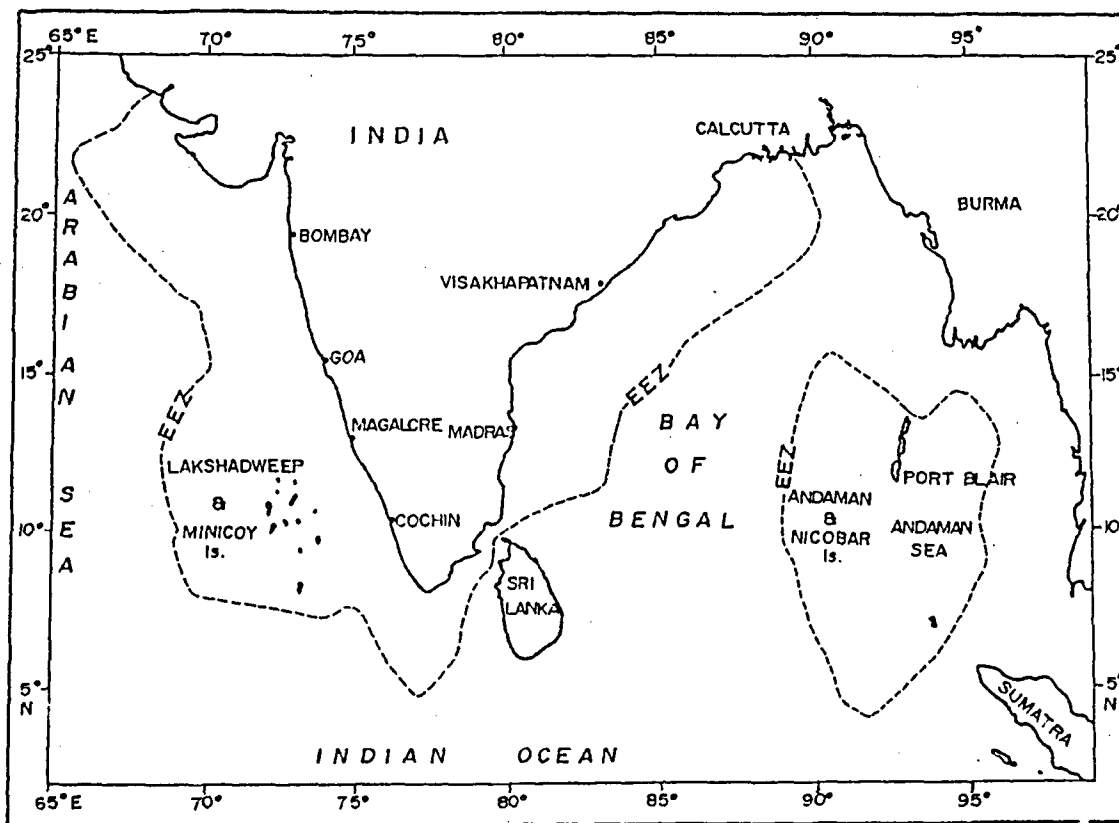 65°E 70° 75° 80° 85° 90° 95°
25° 25°
INDIA
CALCUTTA
BURMA
ARABIAN SEA
20° 20°
BOMBAY
VISAKHAPATNAM
15° 15°
GOA
EEZ
EEZ
EEZ
MAGALCRE
MADRAS
BAY
OF
BENGAL
LAKSHADWEEP
&
MINICOY
Is.
PORT BLAIR
ANDAMAN
&
NICOBAR
Is.
ANDAMAN
SEA
10° 10°
COCHIN
SRI
LANKA
5° 5°
N N
SUMATRA
INDIAN OCEAN
65°E 70° 75° 80° 85° 90° 95°